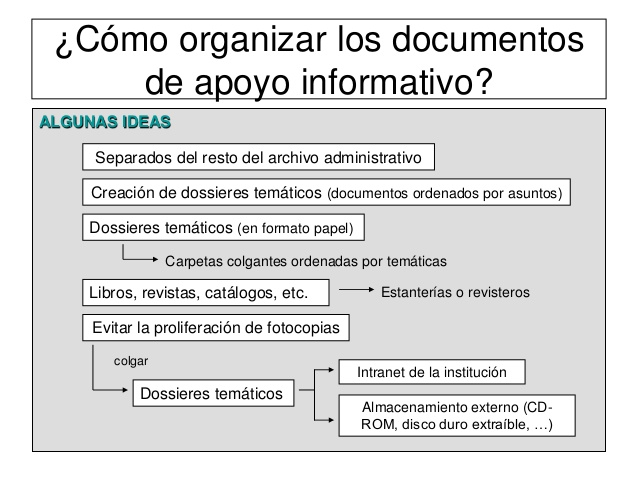 ¿Cómo organizar los documentos
de apoyo informativo?
ALGUNAS IDEAS
Separados del resto del archivo administrativo
Creación de dossieres temáticos (documentos ordenados por asuntos)
Dossieres temáticos (en formato papel)
Carpetas colgantes ordenadas por temáticas
Libros, revistas, catálogos, etc.
Estanterías o revisteros
Evitar la proliferación de fotocopias
colgar
Dossieres temáticos
Intranet de la institución
Almacenamiento externo (CD-
ROM, disco duro extraíble, …)